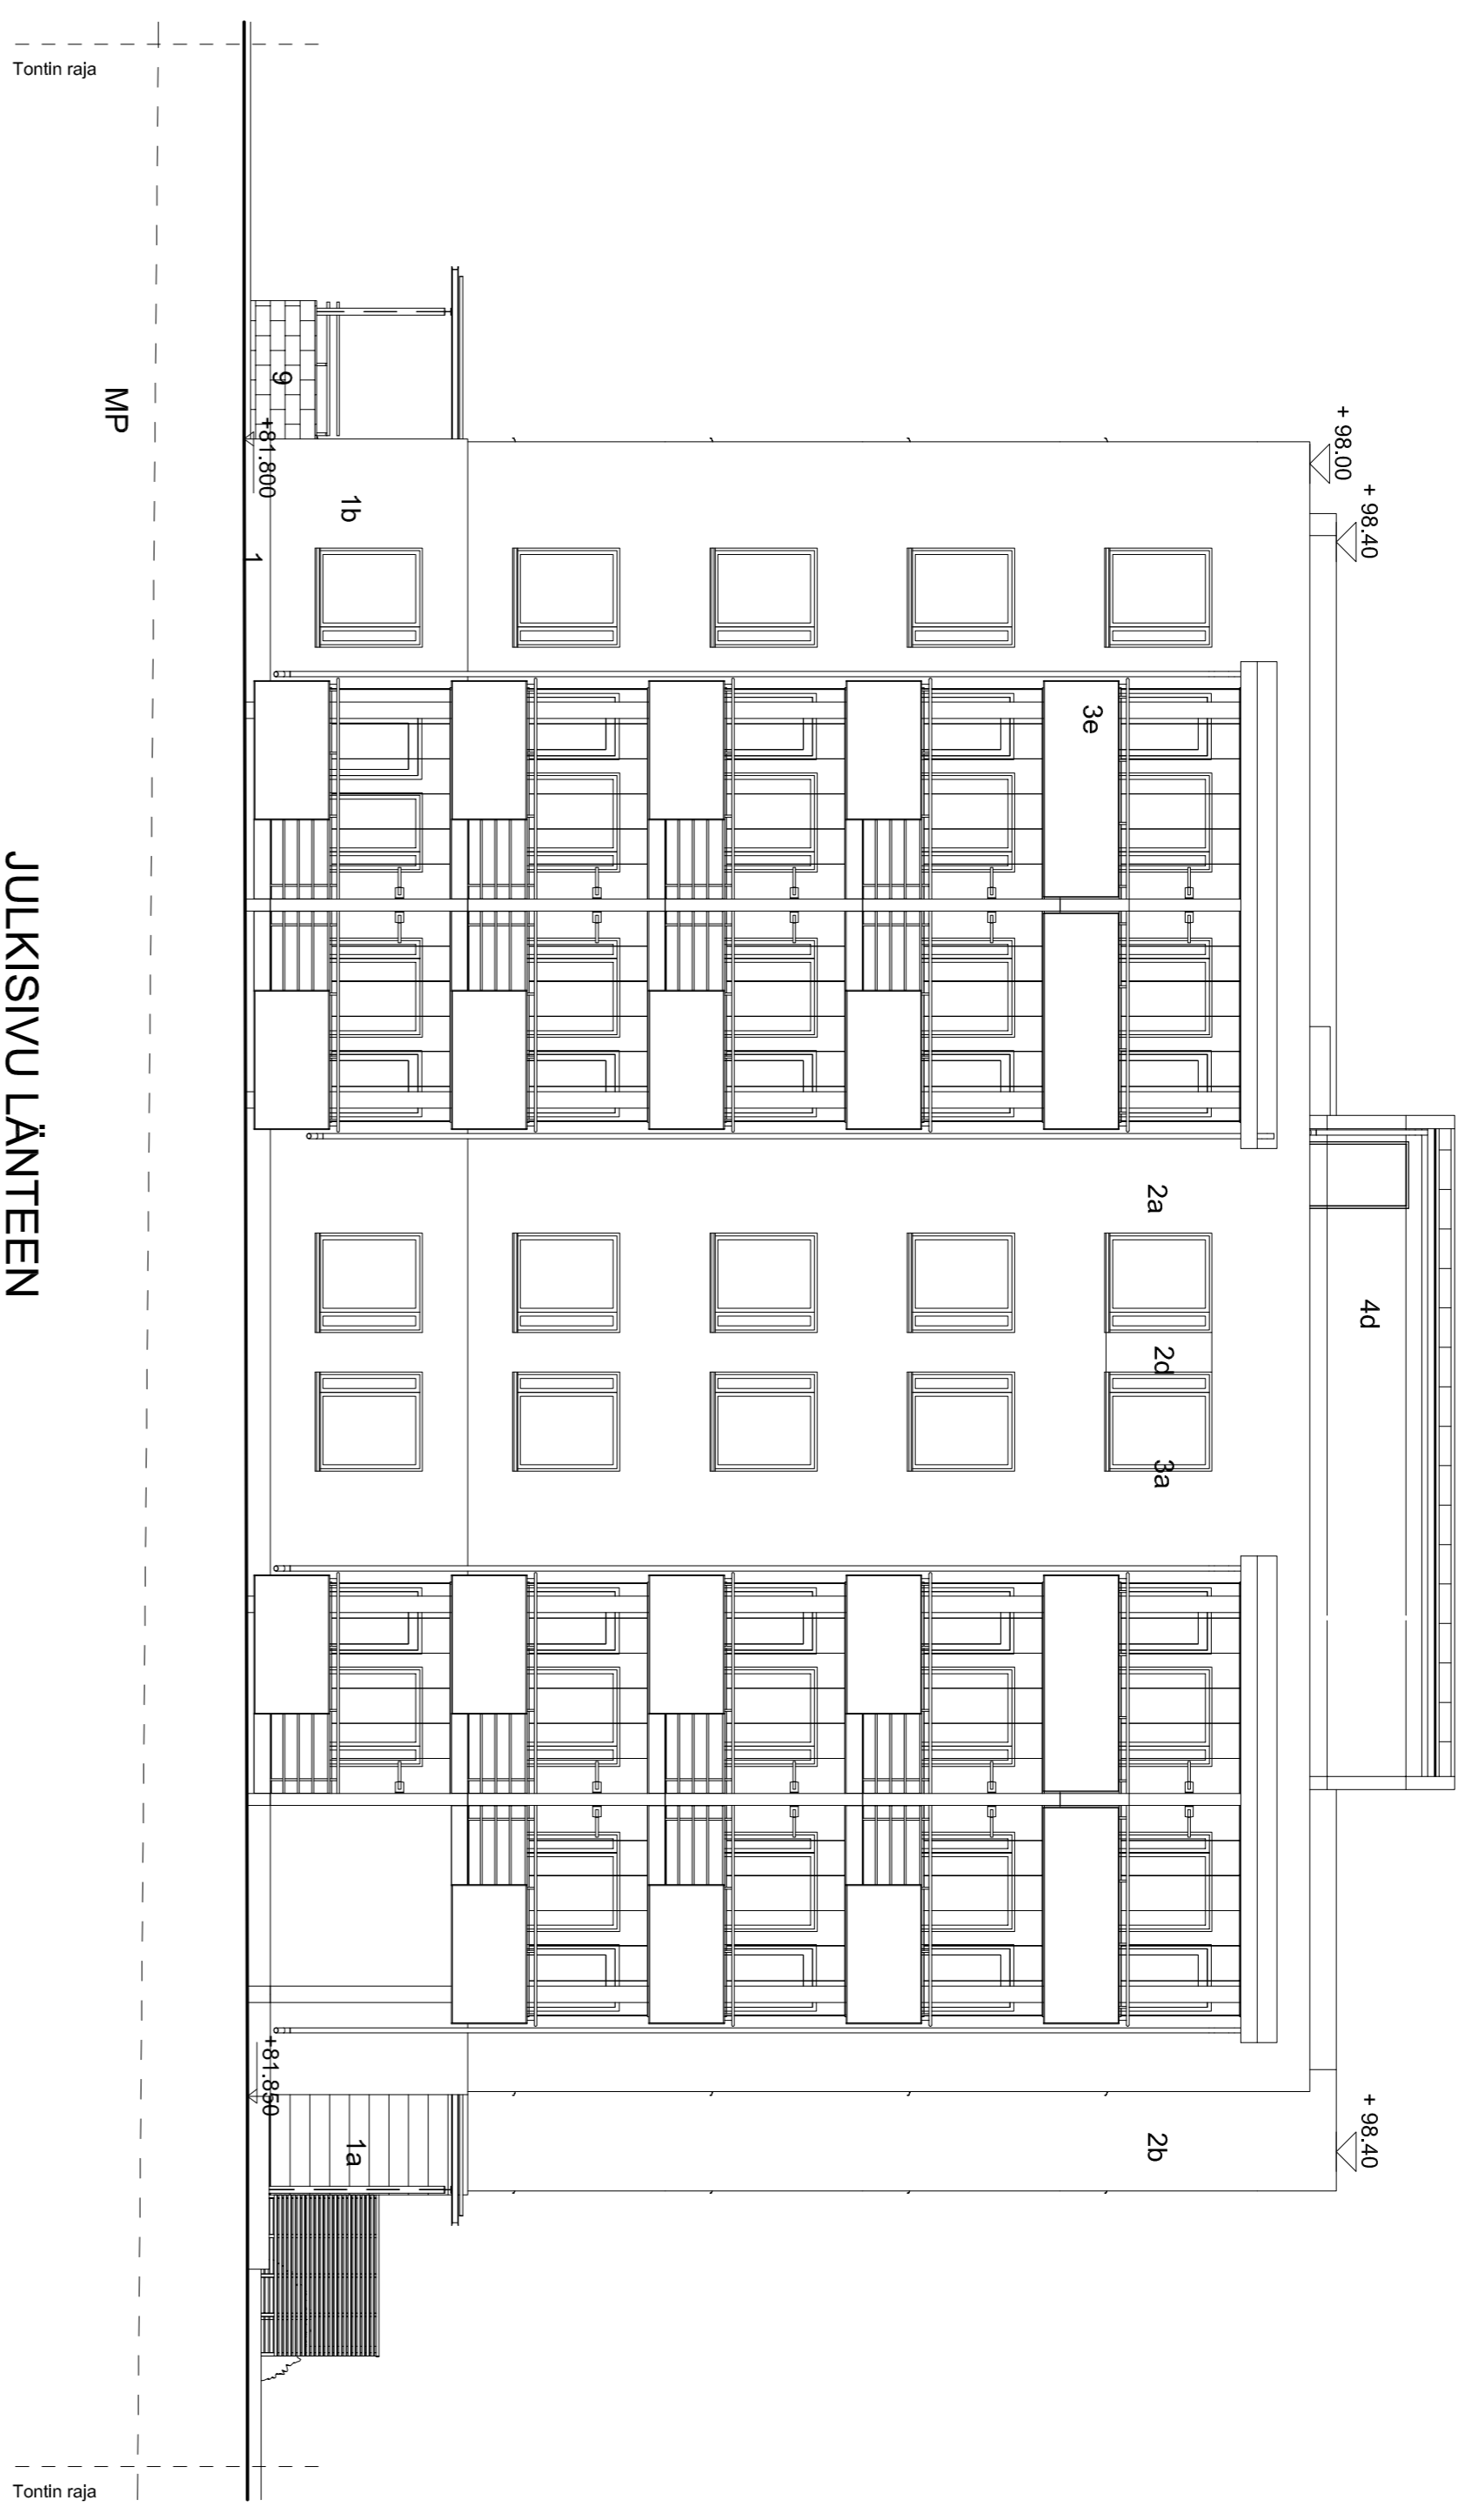 + 98.00
+ 98.40
+ 98.40
4d
3e
2a
2d
3a
2b
1b
9
+81.800
1
+81.850
1a
MP
Tontin raja
Tontin raja
JULKISIVU LÄNTEEN